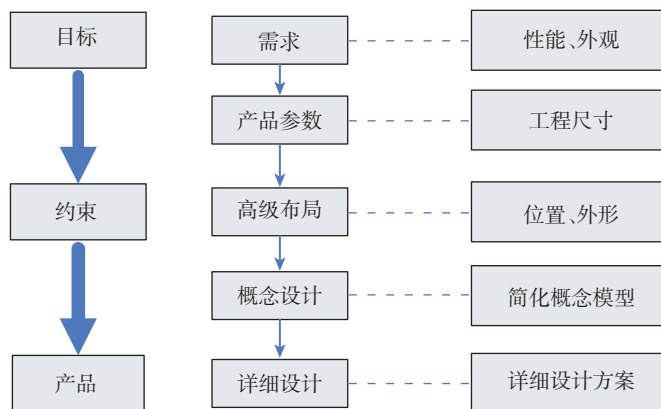 目标
需求
性能、外观
产品参数
工程尺寸
约束
高级布局
位置、外形
概念设计
简化概念模型
产品
详细设计
详细设计方案